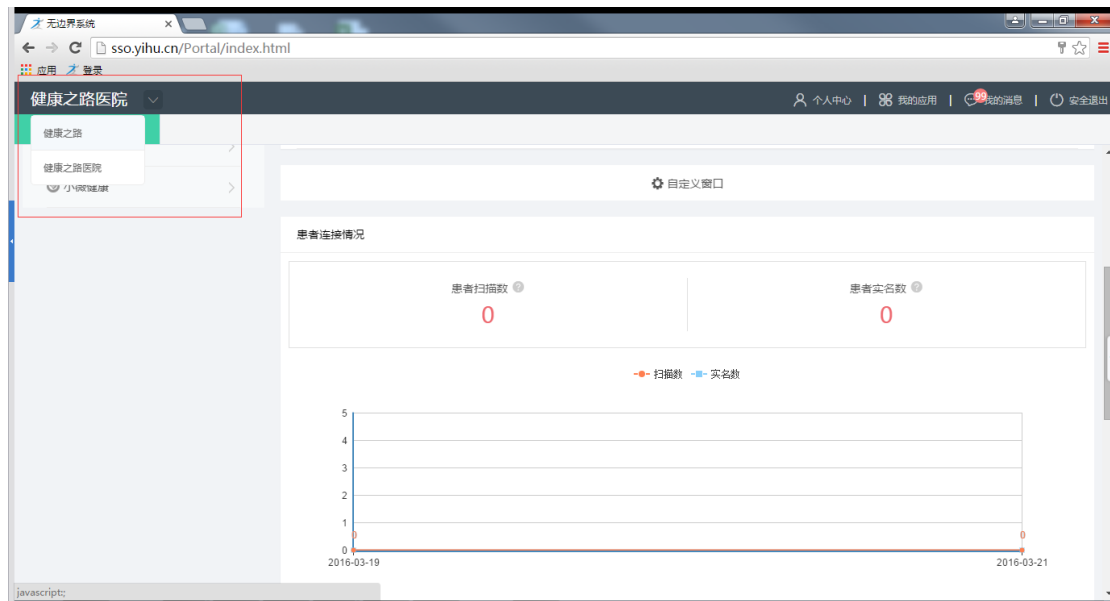 无边界系统
sso.yihu.cn/Portal/index.html
应用 登录
健康之路医院
个人中心 | 我的应用 | 99 我的消息 | 安全退出
健康之路
健康之路医院
小微健康
自定义窗口
患者连接情况
患者扫描数 ? 患者实名数 ?
0 0
扫描数 实名数
5
4
3
2
1
0 0
0
2016-03-19 2016-03-21
javascript:;